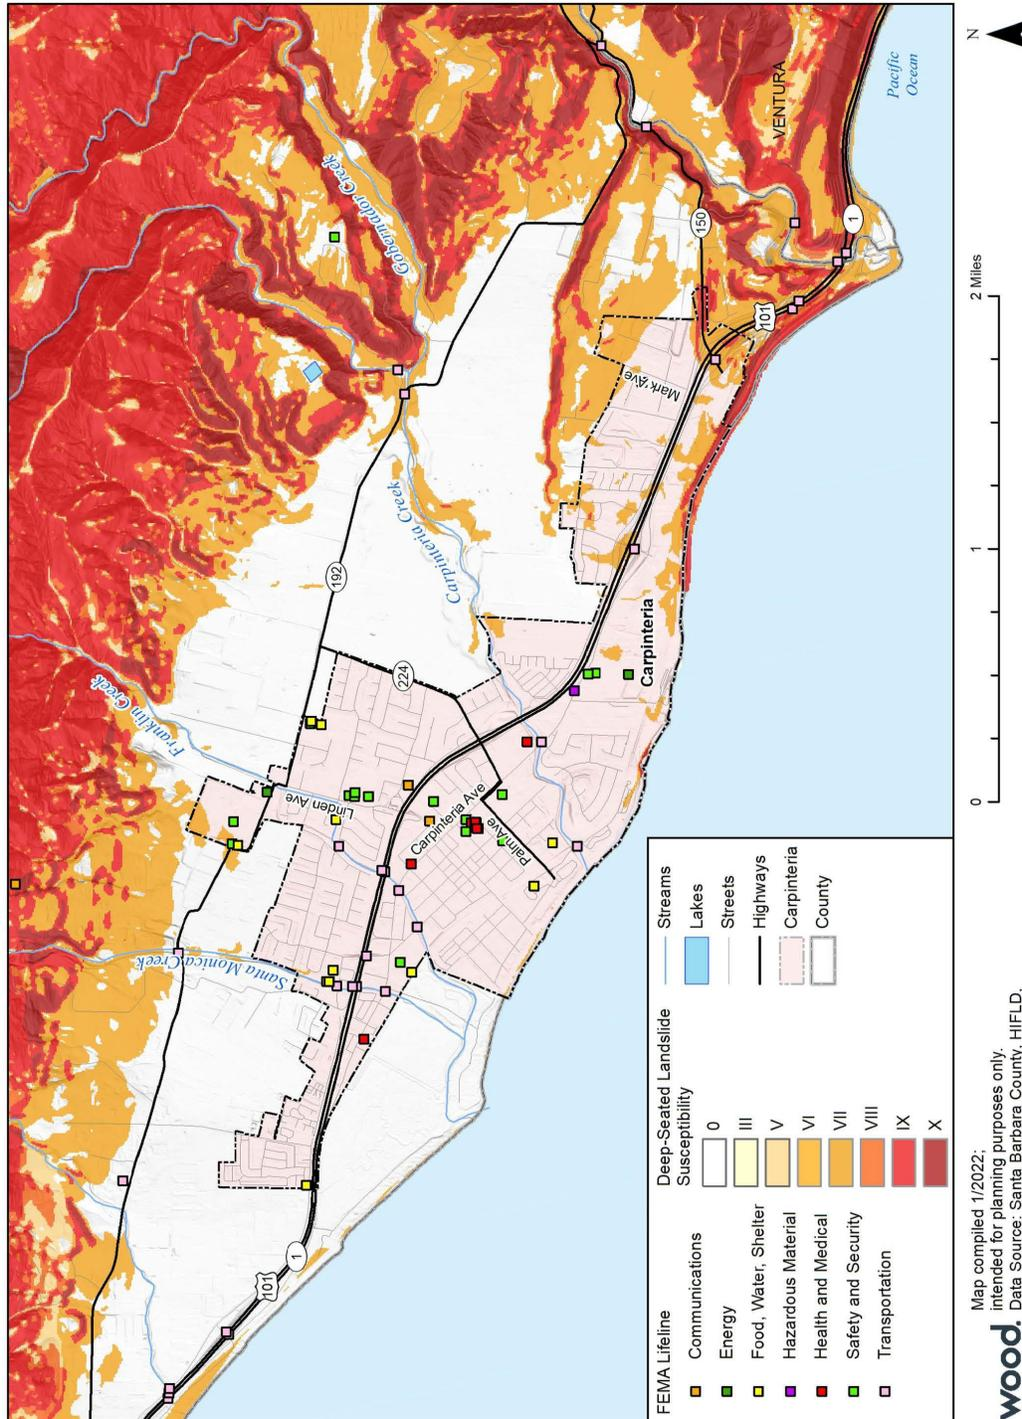 Pacific
Ocean
VENTURA
Gobernador Creek
150
1
101
Mark Ave
Carpinteria Creek
192
Franklin Creek
224
Carpinteria
Linden Ave
Carpinteria Ave
Palm Ave
Santa Monica Creek
101
1
FEMA Lifeline
Communications
Energy
Food, Water, Shelter
Hazardous Material
Health and Medical
Safety and Security
Transportation
Deep-Seated Landslide
Susceptibility
0
III
V
VI
VII
VIII
IX
X
Streams
Lakes
Streets
Highways
Carpinteria
County
wood.
Map compiled 1/2022;
intended for planning purposes only.
Data Source: Santa Barbara County, HIFLD.
0
1
2 Miles
N